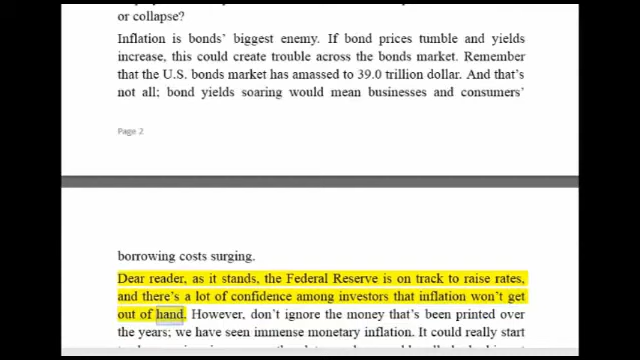 or collapse?
Inflation is bonds' biggest enemy. If bond prices tumble and yields
increase, this could create trouble across the bonds market. Remember
that the U.S. bonds market has amassed to 39.0 trillion dollar. And that's
not all; bond yields soaring would mean businesses and consumers'
Page 2
borrowing costs surging.
Dear reader, as it stands, the Federal Reserve is on track to raise rates,
and there's a lot of confidence among investors that inflation won't get
out of hand. However, don't ignore the money that's been printed over
the years; we have seen immense monetary inflation. It could really start